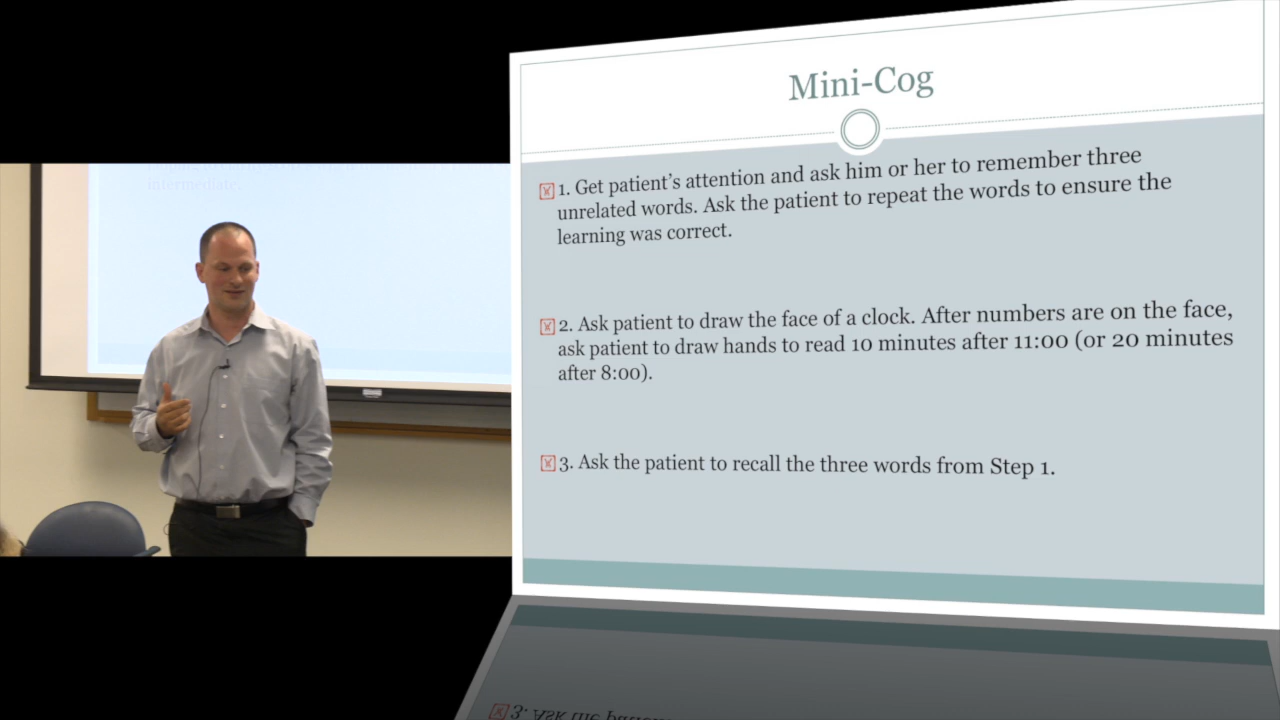 intermediate.
Mini-Cog
1. Get patient's attention and ask him or her to remember three
unrelated words. Ask the patient to repeat the words to ensure the
learning was correct.
2. Ask patient to draw the face of a clock. After numbers are on the face,
ask patient to draw hands to read 10 minutes after 11:00 (or 20 minutes
after 8:00).
3. Ask the patient to recall the three words from Step 1.